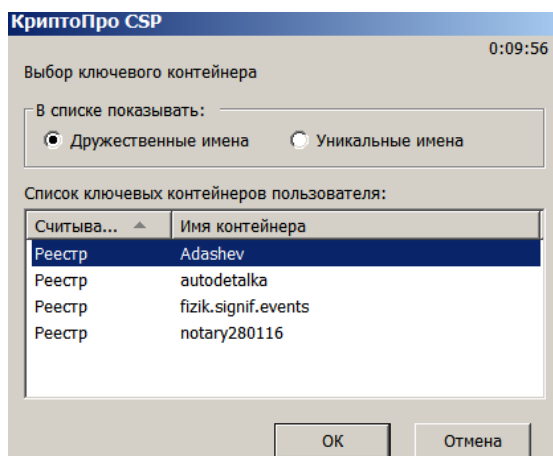 КриптоПро CSP
0:09:56
Выбор ключевого контейнера
В списке показывать:
Дружественные имена Уникальные имена
Список ключевых контейнеров пользователя:
Считыва... Имя контейнера
Реестр Adashev
Реестр autodetalka
Реестр fizik.signif.events
Реестр notary280116
ОК Отмена